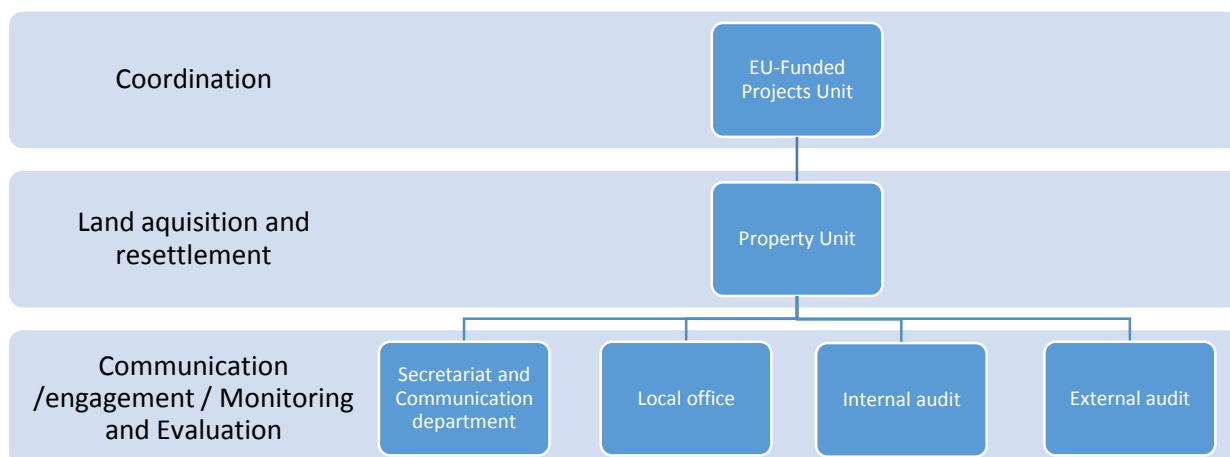 Coordination
EU-Funded
Projects Unit
Land aquisition and
resettlement
Property Unit
Communication
/engagement / Monitoring
and Evaluation
Secretariat and
Communication
department
Local office
Internal audit
External audit